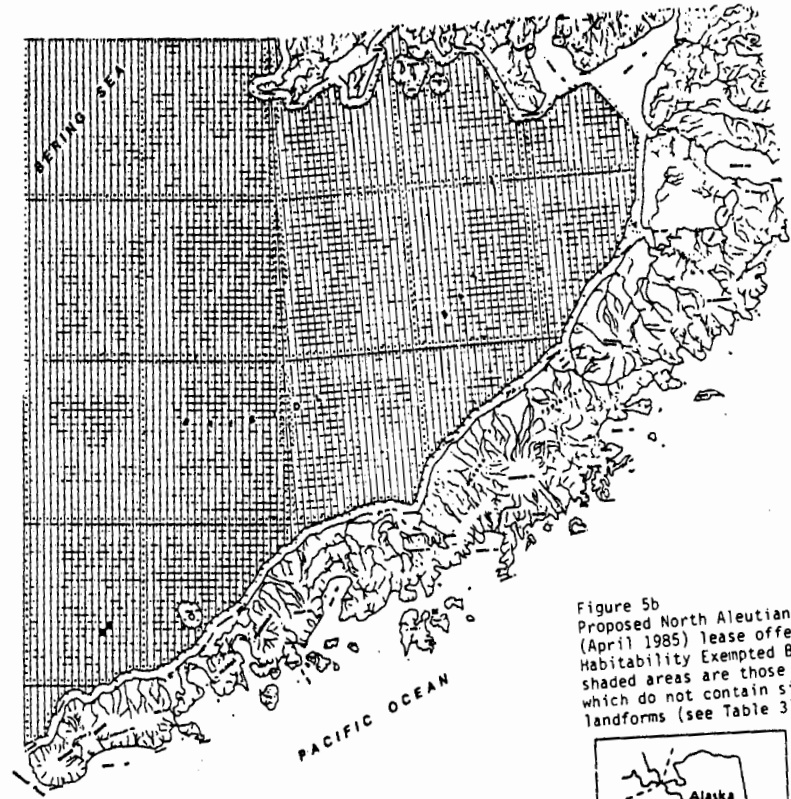 BERING SEA
PACIFIC OCEAN
Figure 5b
Proposed North Aleutian
(April 1985) lease offe
Habitability Exempted B
shaded areas are those
which do not contain si
landforms (see Table 3
Alaska